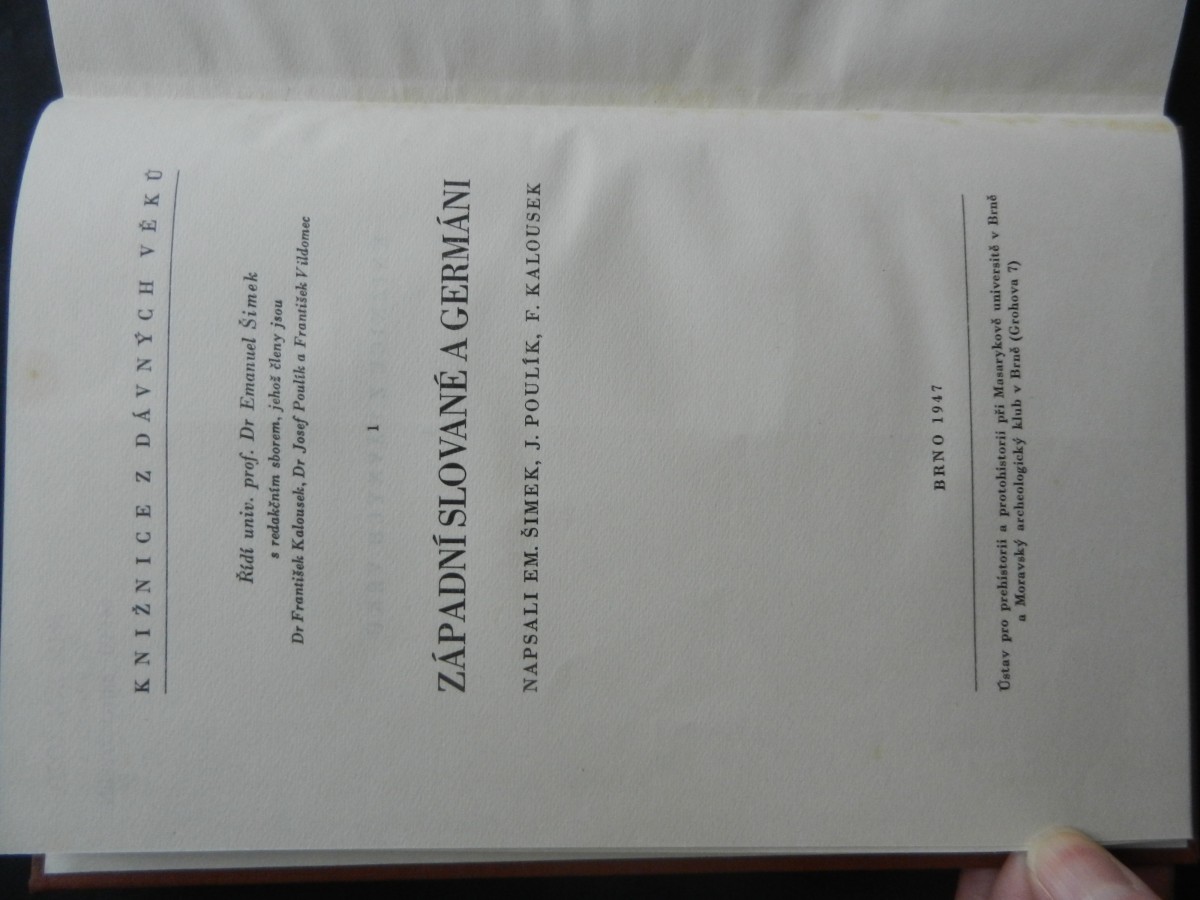 KNIŽNICE Z DÁVNÝCH VĚKŮ
Řídí univ. prof. Dr Emanuel Šimek
s redakčním sborem, jehož členy jsou
Dr František Kalousek, Dr Josef Poulík a František Vildomec
1
ZÁPADNÍ SLOVANÉ A GERMÁNI
NAPSALI EM. ŠIMEK, J. POULÍK, F. KALOUSEK
BRNO 1947
Ústav pro prehistorii a protohistorii při Masarykově universitě v Brně
a Moravský archeologický klub v Brně (Grohova 7)